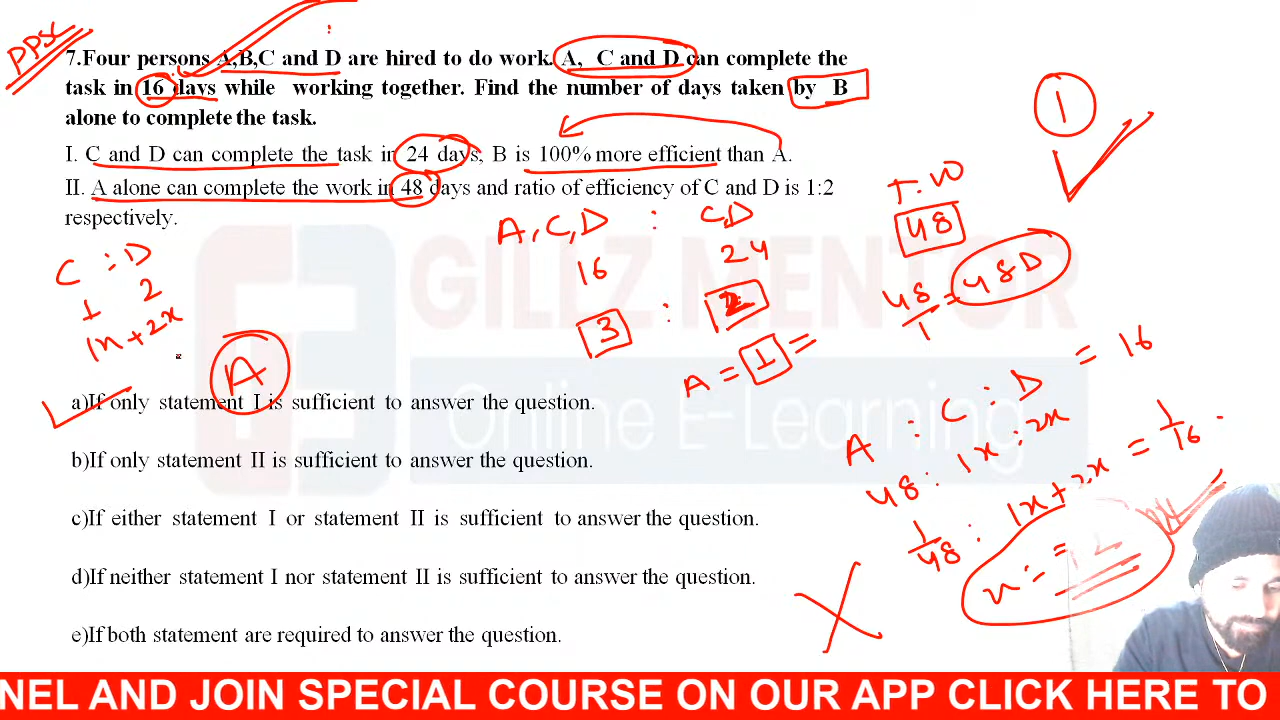 PPSC
7.Four persons A,B,C and D are hired to do work. A, C and D can complete the
task in 16 days while working together. Find the number of days taken by B
alone to complete the task.
I. C and D can complete the task in 24 days, B is 100% more efficient than A.
II. A alone can complete the work in 48 days and ratio of efficiency of C and D is 1:2
respectively.
1
T.W
48
A,C,D : C,D
16 24
3 : 2
A = 1 =
48/1 = 48D
C : D
1 2
1x+2x
A
A : C : D = 16
48 : 1x : 2x
1/48 : 1x+2x = 1/16
x =
GILLZ MENTOR
Online E-Learning
a)If only statement I is sufficient to answer the question.
b)If only statement II is sufficient to answer the question.
c)If either statement I or statement II is sufficient to answer the question.
d)If neither statement I nor statement II is sufficient to answer the question.
e)If both statement are required to answer the question.
NEL AND JOIN SPECIAL COURSE ON OUR APP CLICK HERE TO